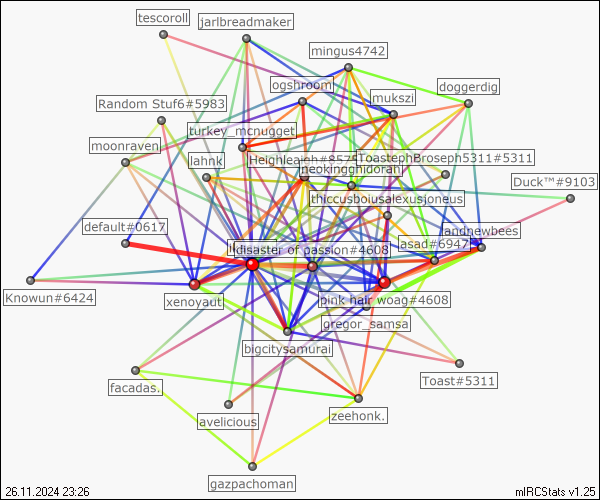 tescoroll
jarlbreadmaker
mingus4742
ogshroom
doggerdig
mukszi
Random Stuf6#5983
turkey_mcnugget
moonraven
lahnk
Heighleigh#857
ToastephBroseph5311#5311
neokingghidorah
Duck™#9103
thiccusboiusalexusjoneus
default#0617
landnewbees
disaster of passion#4608
asad#6947
Knowun#6424
xenoyaut
pink hair woag#4608
gregor_samsa
bigcitysamurai
Toast#5311
facadas.
avelicious
zeehonk.
gazpachoman
26.11.2024 23:26
mIRCStats v1.25